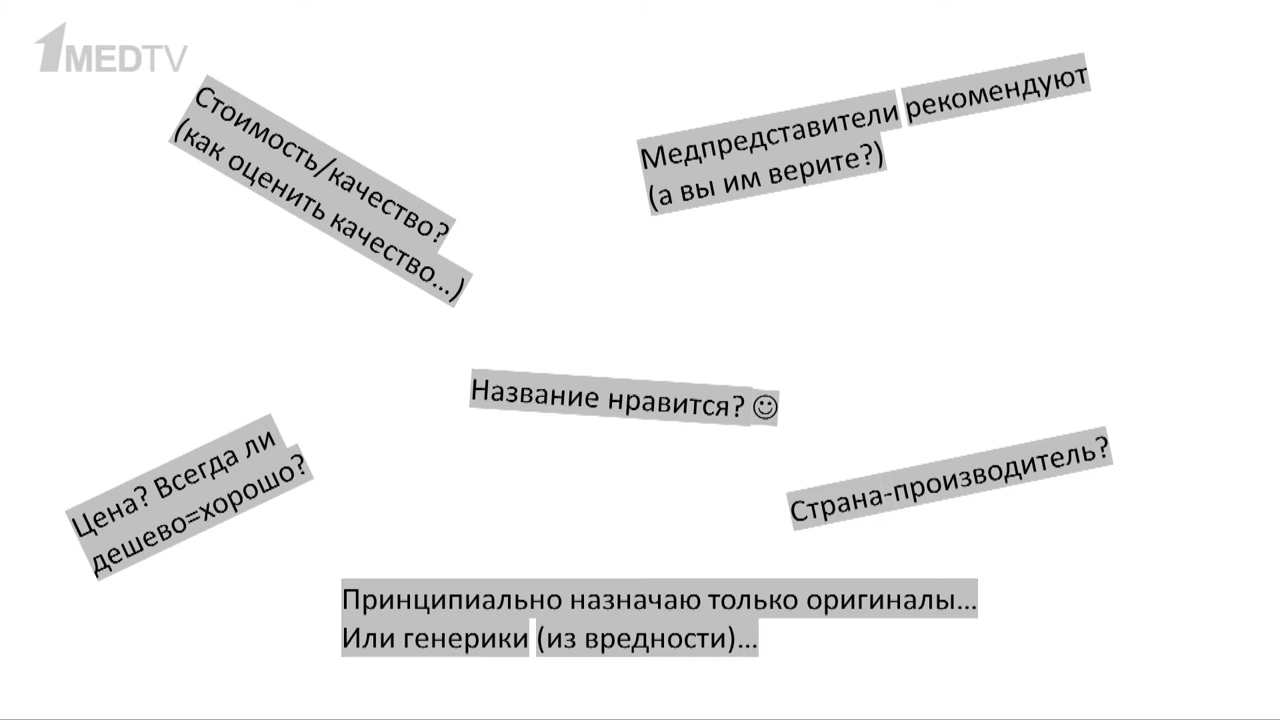 1MEDTV
Стоимость/качество?
(как оценить качество...)
Медпредставители рекомендуют
(а вы им верите?)
Название нравится? ☺
Цена? Всегда ли
дешево=хорошо?
Страна-производитель?
Принципиально назначаю только оригиналы...
Или генерики (из вредности)...